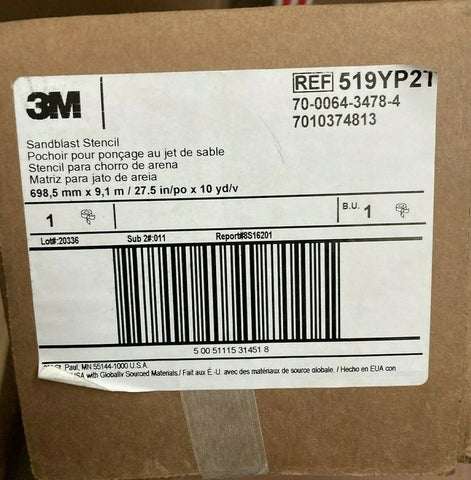 3M
REF 519YP2T
70-0064-3478-4
7010374813
Sandblast Stencil
Pochoir pour ponçage au jet de sable
Stencil para chorro de arena
Matriz para jato de areia
698,5 mm x 9,1 m / 27.5 in/po x 10 yd/v
1
B.U. 1
Lot#:20336 Sub 2#:011 Report#8S16201
5 00 51115 31451 8
Paul, MN 55144-1000 U.S.A.
USA with Globally Sourced Materials./ Fait aux É.-U. avec des matériaux de source globale. / Hecho en EUA con